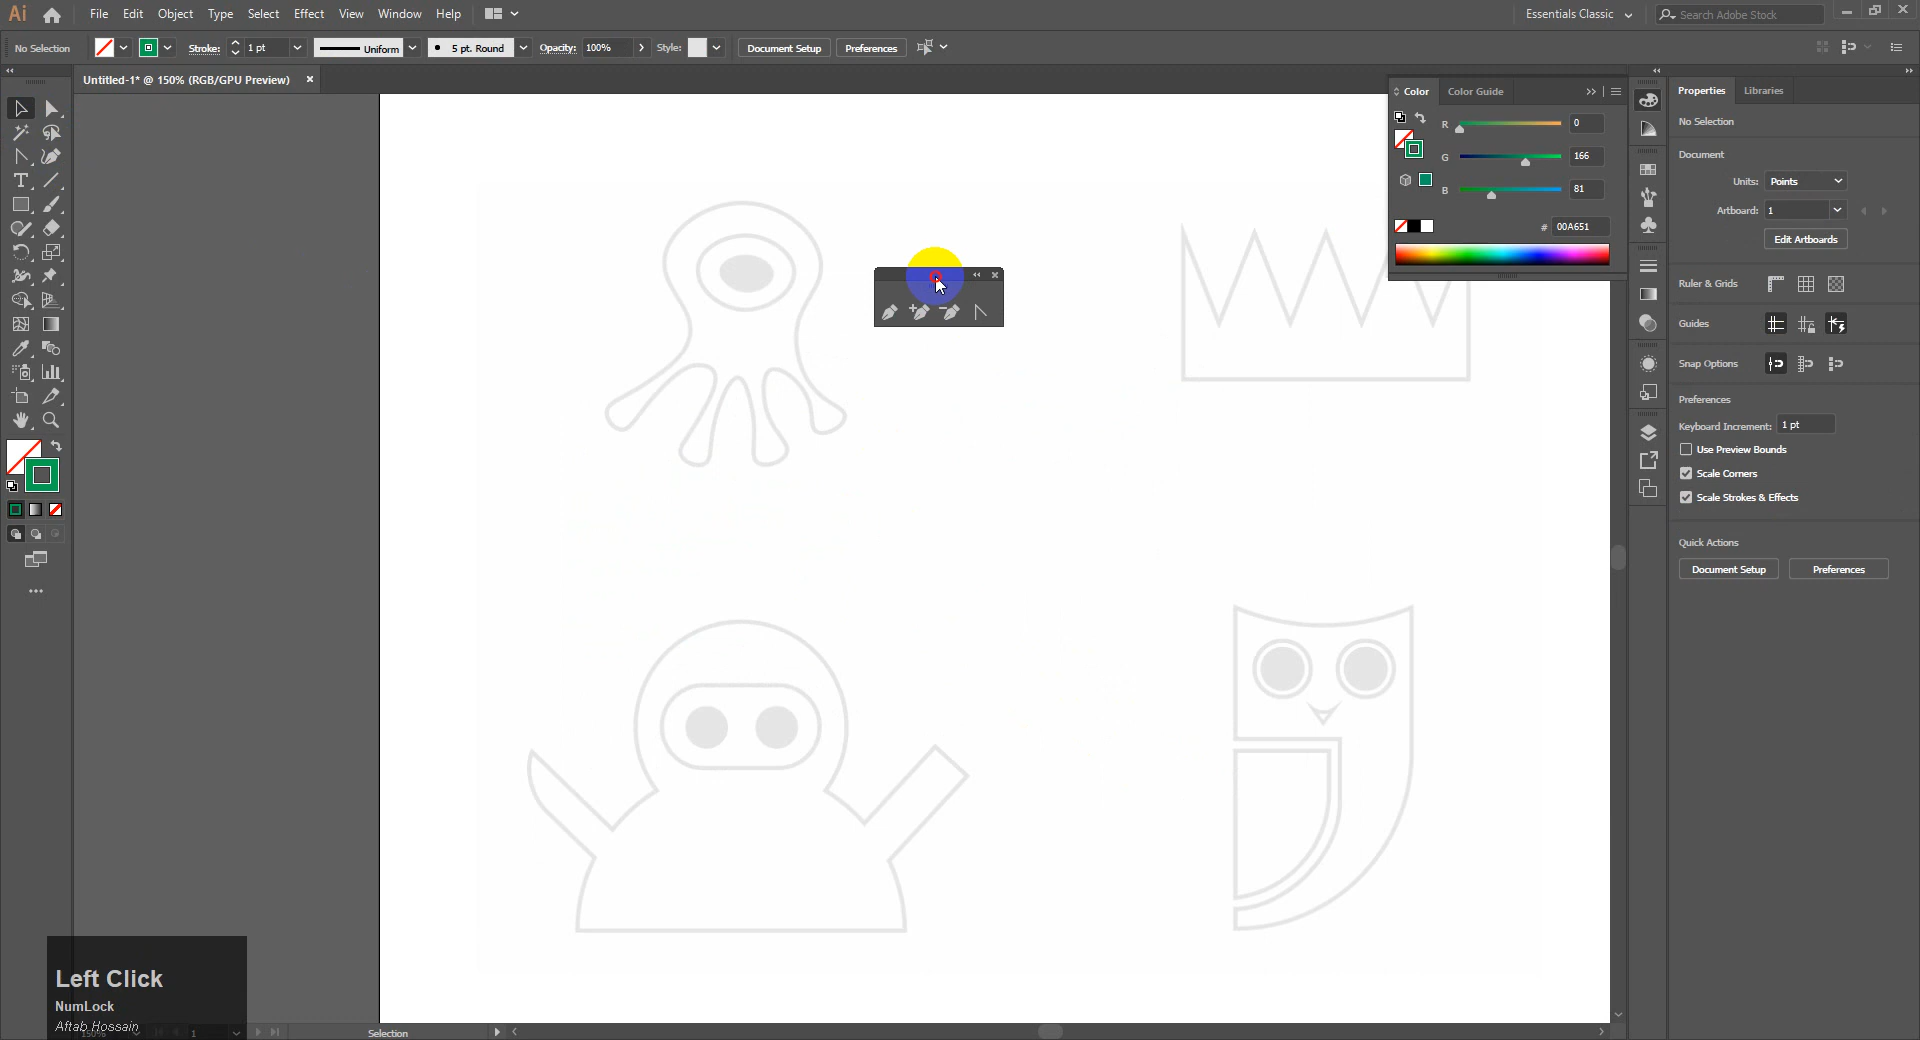 Ai File Edit Object Type Select Effect View Window Help Essentials Classic Search Adobe Stock
No Selection Stroke: 1 pt Uniform 5 pt. Round Opacity: 100% Style: Document Setup Preferences
Untitled-1* @ 150% (RGB/GPU Preview)
Color Color Guide
R 0
G 166
B 81
# 00A651
Properties Libraries
No Selection
Document
Units: Points
Artboard: 1
Edit Artboards
Ruler & Grids
Guides
Snap Options
Preferences
Keyboard Increment: 1 pt
Use Preview Bounds
Scale Corners
Scale Strokes & Effects
Quick Actions
Document Setup Preferences
Left Click
NumLock
Aftab Hossain
150% 1 Selection